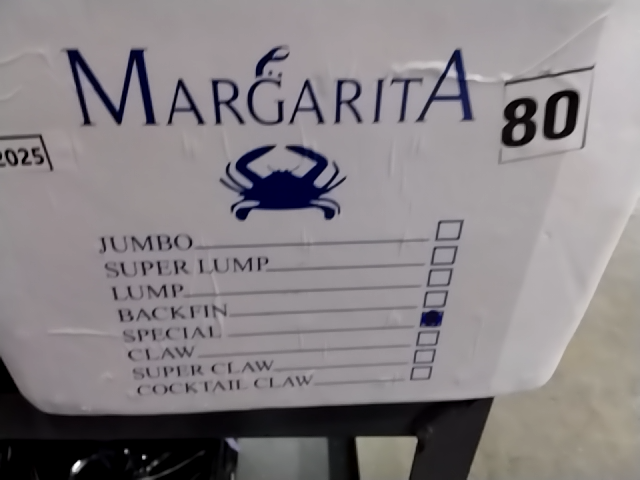 MARGARITA
80
2025
JUMBO
SUPER LUMP
LUMP
BACKFIN
SPECIAL
CLAW
SUPER CLAW
COCKTAIL CLAW